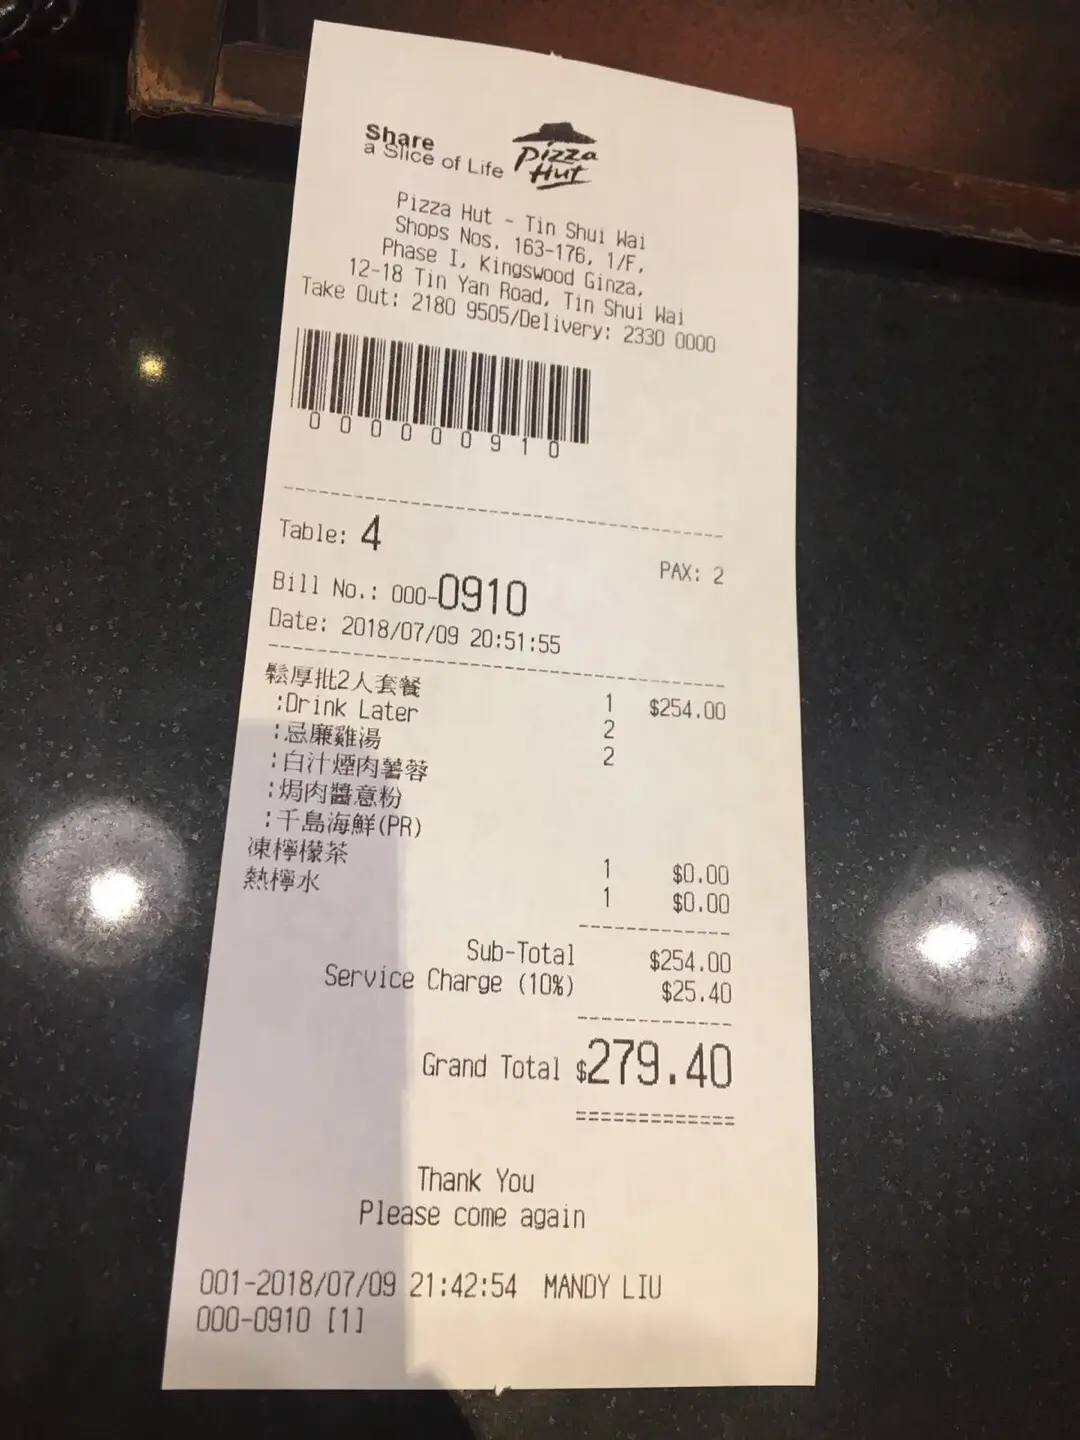 Share
a Slice of Life
Pizza
Hut
Pizza Hut - Tin Shui Wai
Shops Nos. 163-176, 1/F,
Phase I, Kingswood Ginza,
12-18 Tin Yan Road, Tin Shui Wai
Take Out: 2180 9505/Delivery: 2330 0000
000000910
Table: 4 PAX: 2
Bill No.: 000-0910
Date: 2018/07/09 20:51:55
鬆厚批2人套餐 1 $254.00
:Drink Later 2
:忌廉雞湯 2
:白汁煙肉薯蓉
:焗肉醬意粉
:千島海鮮(PR)
凍檸檬茶 1 $0.00
熱檸水 1 $0.00
Sub-Total $254.00
Service Charge (10%) $25.40
Grand Total $279.40
=============
Thank You
Please come again
001-2018/07/09 21:42:54 MANDY LIU
000-0910 [1]